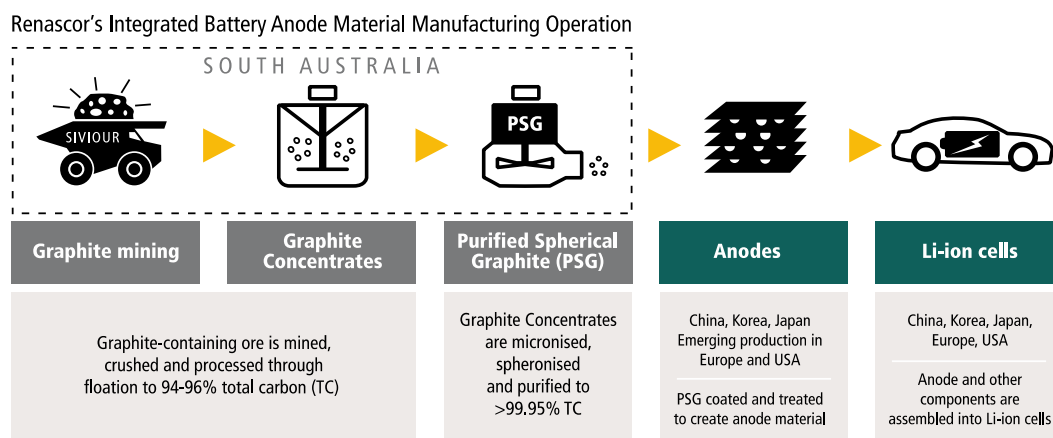 Renascor's Integrated Battery Anode Material Manufacturing Operation
SOUTH AUSTRALIA
SIVIOUR
PSG
Graphite mining
Graphite
Concentrates
Purified Spherical
Graphite (PSG)
Anodes
Li-ion cells
Graphite-containing ore is mined,
crushed and processed through
floation to 94-96% total carbon (TC)
Graphite Concentrates
are micronised,
spheronised
and purified to
>99.95% TC
China, Korea, Japan
Emerging production in
Europe and USA
PSG coated and treated
to create anode material
China, Korea, Japan,
Europe, USA
Anode and other
components are
assembled into Li-ion cells